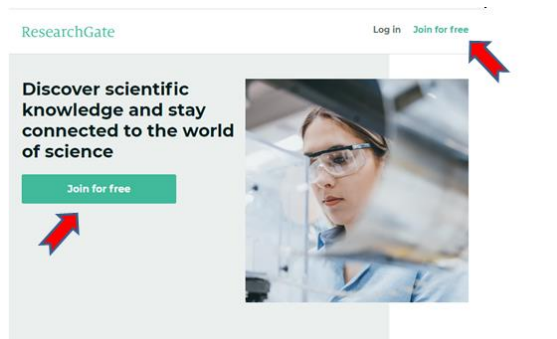 ResearchGate
Log in Join for free
Discover scientific
knowledge and stay
connected to the world
of science
Join for free